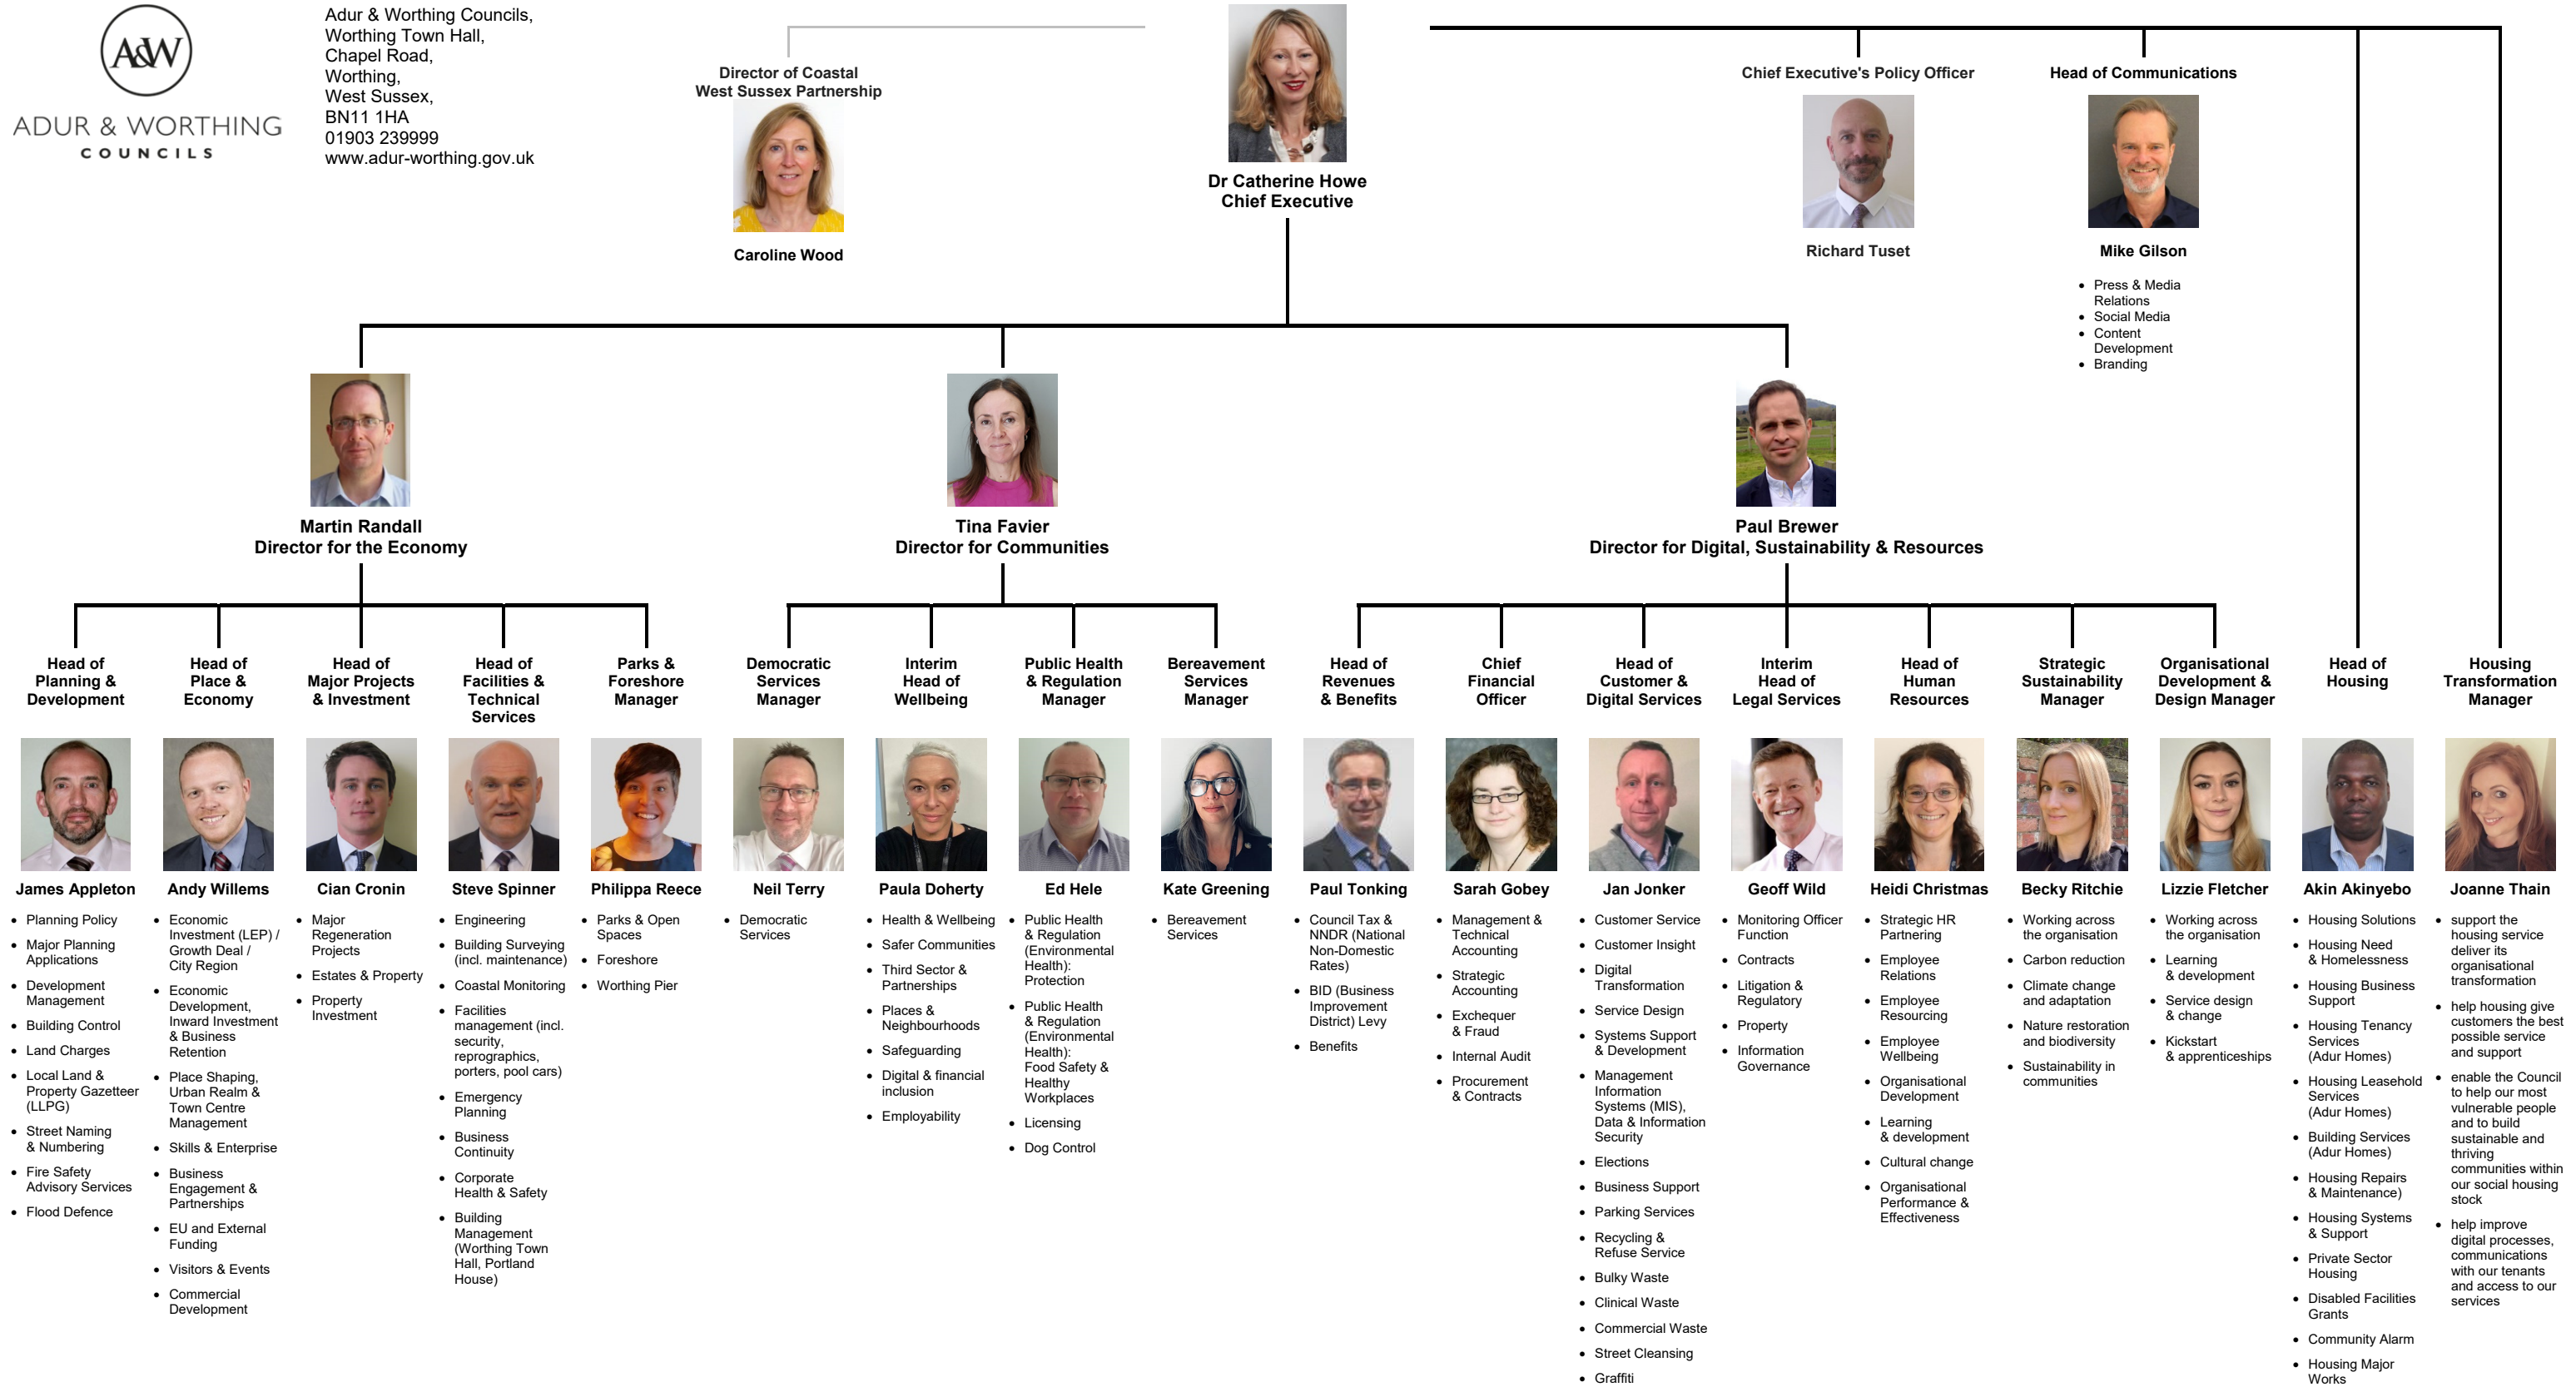 A&W
ADUR & WORTHING
COUNCILS
Adur & Worthing Councils,
Worthing Town Hall,
Chapel Road,
Worthing,
West Sussex,
BN11 1HA
01903 239999
www.adur-worthing.gov.uk
Director of Coastal
West Sussex Partnership
Caroline Wood
Dr Catherine Howe
Chief Executive
Chief Executive's Policy Officer
Richard Tuset
Head of Communications
Mike Gilson
• Press & Media
Relations
• Social Media
• Content
Development
• Branding
Martin Randall
Director for the Economy
Tina Favier
Director for Communities
Paul Brewer
Director for Digital, Sustainability & Resources
Head of
Planning &
Development
James Appleton
• Planning Policy
• Major Planning
Applications
• Development
Management
• Building Control
• Land Charges
• Local Land &
Property Gazetteer
(LLPG)
• Street Naming
& Numbering
• Fire Safety
Advisory Services
• Flood Defence
Head of
Place &
Economy
Andy Willems
• Economic
Investment (LEP) /
Growth Deal /
City Region
• Economic
Development,
Inward Investment
& Business
Retention
• Place Shaping,
Urban Realm &
Town Centre
Management
• Skills & Enterprise
• Business
Engagement &
Partnerships
• EU and External
Funding
• Visitors & Events
• Commercial
Development
Head of
Major Projects
& Investment
Cian Cronin
• Major
Regeneration
Projects
• Estates & Property
• Property
Investment
Head of
Facilities &
Technical
Services
Steve Spinner
• Engineering
• Building Surveying
(incl. maintenance)
• Coastal Monitoring
• Facilities
management (incl.
security,
reprographics,
porters, pool cars)
• Emergency
Planning
• Business
Continuity
• Corporate
Health & Safety
• Building
Management
(Worthing Town
Hall, Portland
House)
Parks &
Foreshore
Manager
Philippa Reece
• Parks & Open
Spaces
• Foreshore
• Worthing Pier
Democratic
Services
Manager
Neil Terry
• Democratic
Services
Interim
Head of
Wellbeing
Paula Doherty
• Health & Wellbeing
• Safer Communities
• Third Sector &
Partnerships
• Places &
Neighbourhoods
• Safeguarding
• Digital & financial
inclusion
• Employability
Public Health
& Regulation
Manager
Ed Hele
• Public Health
& Regulation
(Environmental
Health):
Protection
• Public Health
& Regulation
(Environmental
Health):
Food Safety &
Healthy
Workplaces
• Licensing
• Dog Control
Bereavement
Services
Manager
Kate Greening
• Bereavement
Services
Head of
Revenues
& Benefits
Paul Tonking
• Council Tax &
NNDR (National
Non-Domestic
Rates)
• BID (Business
Improvement
District) Levy
• Benefits
Chief
Financial
Officer
Sarah Gobey
• Management &
Technical
Accounting
• Strategic
Accounting
• Exchequer
& Fraud
• Internal Audit
• Procurement
& Contracts
Head of
Customer &
Digital Services
Jan Jonker
• Customer Service
• Customer Insight
• Digital
Transformation
• Service Design
• Systems Support
& Development
• Management
Information
Systems (MIS),
Data & Information
Security
• Elections
• Business Support
• Parking Services
• Recycling &
Refuse Service
• Bulky Waste
• Clinical Waste
• Commercial Waste
• Street Cleansing
• Graffiti
Interim
Head of
Legal Services
Geoff Wild
• Monitoring Officer
Function
• Contracts
• Litigation &
Regulatory
• Property
• Information
Governance
Head of
Human
Resources
Heidi Christmas
• Strategic HR
Partnering
• Employee
Relations
• Employee
Resourcing
• Employee
Wellbeing
• Organisational
Development
• Learning
& development
• Cultural change
• Organisational
Performance &
Effectiveness
Strategic
Sustainability
Manager
Becky Ritchie
• Working across
the organisation
• Carbon reduction
• Climate change
and adaptation
• Nature restoration
and biodiversity
• Sustainability in
communities
Organisational
Development &
Design Manager
Lizzie Fletcher
• Working across
the organisation
• Learning
& development
• Service design
& change
• Kickstart
& apprenticeships
Head of
Housing
Akin Akinyebo
• Housing Solutions
• Housing Need
& Homelessness
• Housing Business
Support
• Housing Tenancy
Services
(Adur Homes)
• Housing Leasehold
Services
(Adur Homes)
• Building Services
(Adur Homes)
• Housing Repairs
& Maintenance)
• Housing Systems
& Support
• Private Sector
Housing
• Disabled Facilities
Grants
• Community Alarm
• Housing Major
Works
Housing
Transformation
Manager
Joanne Thain
• support the
housing service
deliver its
organisational
transformation
• help housing give
customers the best
possible service
and support
• enable the Council
to help our most
vulnerable people
and to build
sustainable and
thriving
communities within
our social housing
stock
• help improve
digital processes,
communications
with our tenants
and access to our
services